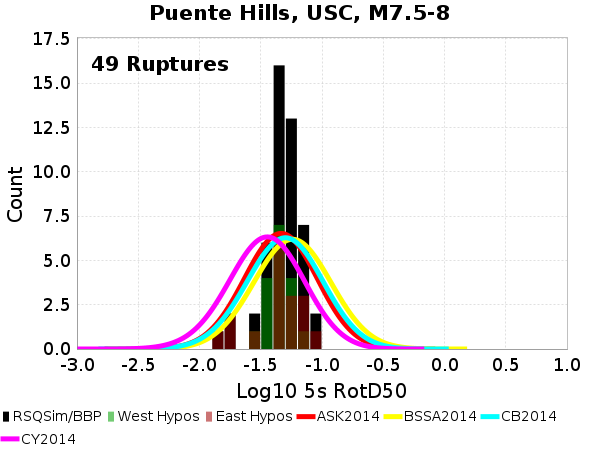 Puente Hills, USC, M7.5-8
17.5
49 Ruptures
15.0
12.5
10.0
7.5
5.0
2.5
0.0
Count
-3.0 -2.5 -2.0 -1.5 -1.0 -0.5 0.0 0.5 1.0
Log10 5s RotD50
RSQSim/BBP West Hypos East Hypos ASK2014 BSSA2014 CB2014
CY2014